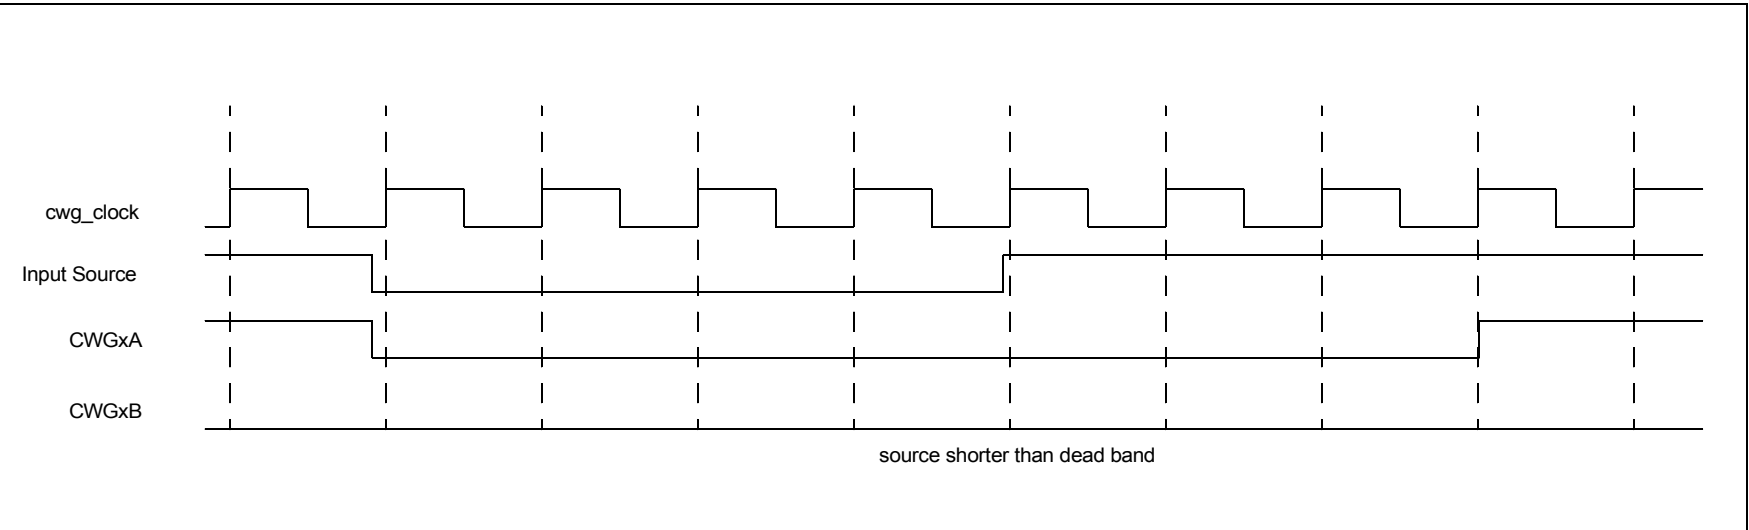 cwg_clock
Input Source
CWGxA
CWGxB
source shorter than dead band